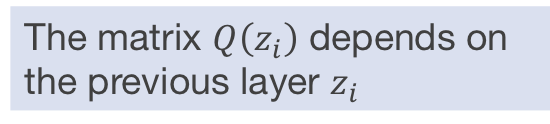 The matrix Q(z_i) depends on
the previous layer z_i